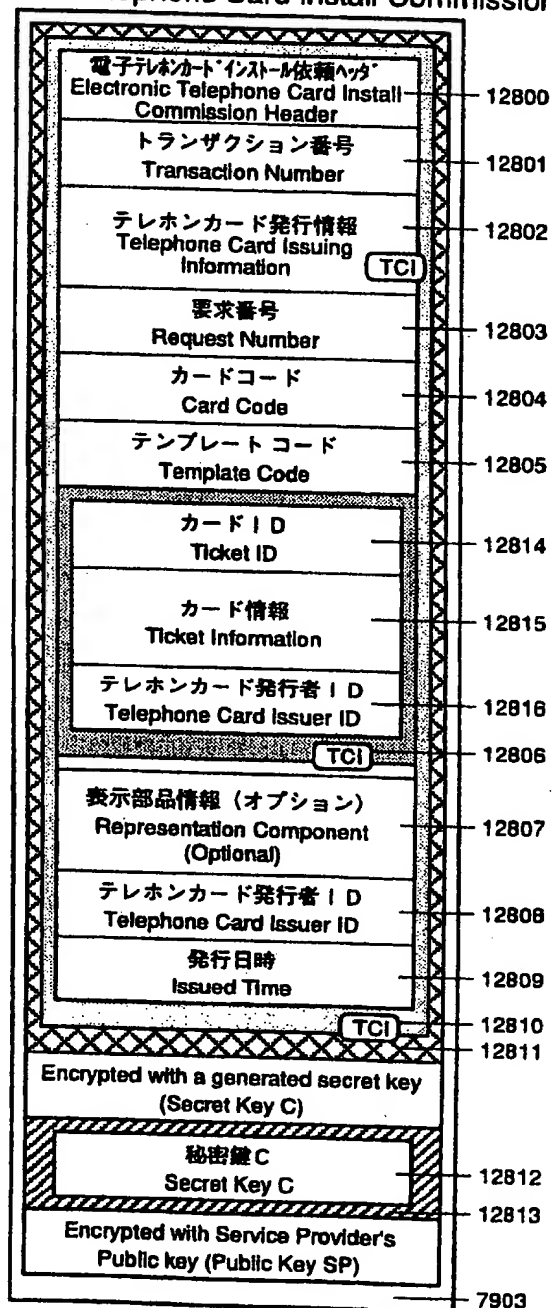 Telephone Card Install Commission
電子テレホンカード インストール依頼ヘッダ
Electronic Telephone Card Install
Commission Header
12800
トランザクション番号
Transaction Number
12801
テレホンカード発行情報
Telephone Card Issuing
Information
TCI
12802
要求番号
Request Number
12803
カードコード
Card Code
12804
テンプレート コード
Template Code
12805
カードID
Ticket ID
12814
カード情報
Ticket Information
12815
テレホンカード発行者ID
Telephone Card Issuer ID
12816
TCI
12806
表示部品情報（オプション）
Representation Component
(Optional)
12807
テレホンカード発行者ID
Telephone Card Issuer ID
12808
発行日時
Issued Time
12809
TCI
12810
12811
Encrypted with a generated secret key
(Secret Key C)
秘密鍵C
Secret Key C
12812
12813
Encrypted with Service Provider's
Public key (Public Key SP)
7903